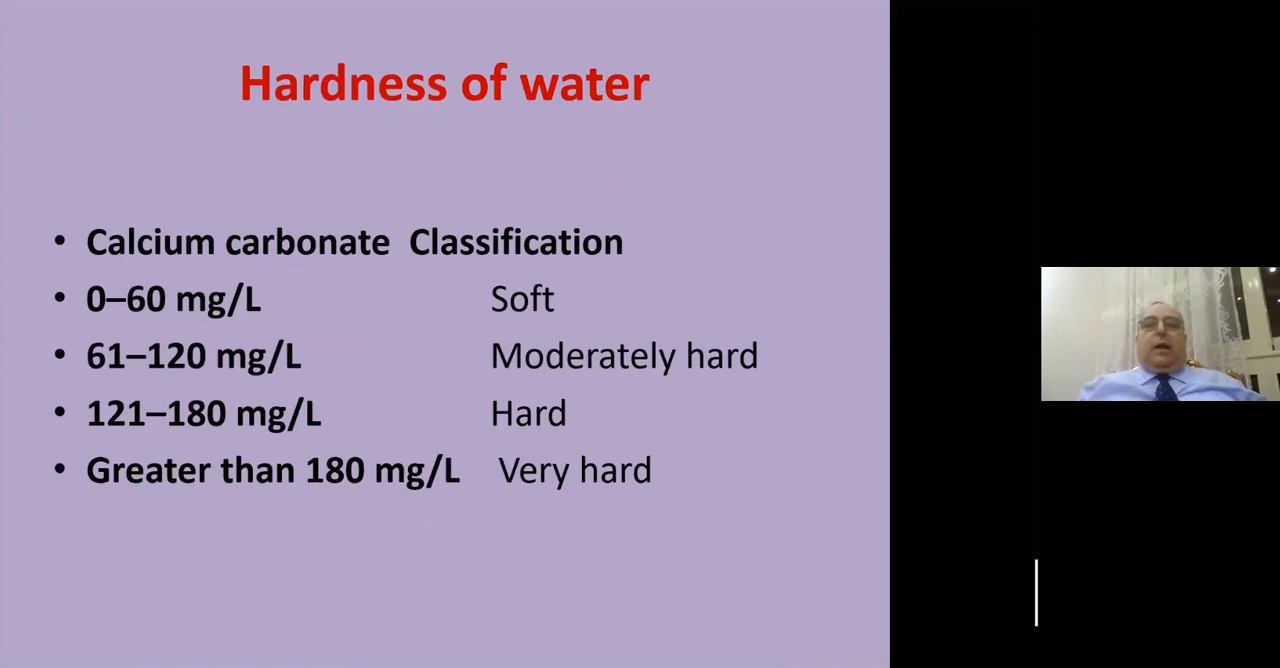 Hardness of water
• Calcium carbonate Classification
• 0–60 mg/L Soft
• 61–120 mg/L Moderately hard
• 121–180 mg/L Hard
• Greater than 180 mg/L Very hard